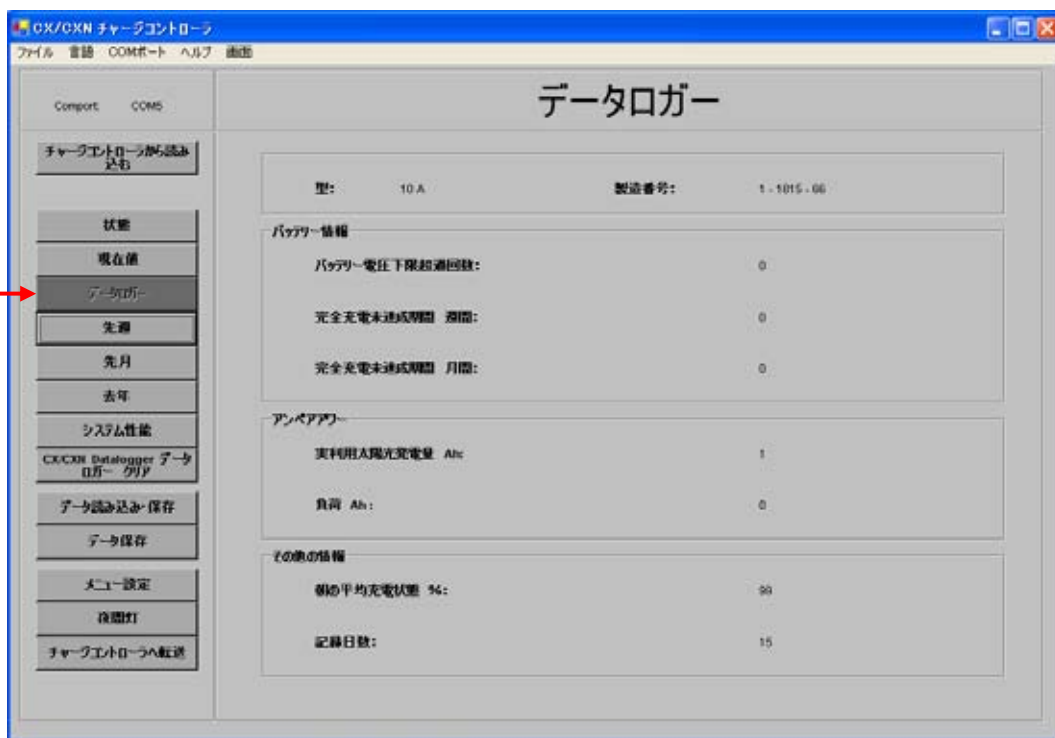 CX/CXN チャージコントローラ
ファイル 言語 COMポート ヘルプ 画面
Comport: COM5
データロガー
チャージコントローラから読み
込む
状態
現在値
データロガー
先週
先月
去年
システム性能
CX/CXN Datalogger データ
ロガー クリア
データ読み込み・保存
データ保存
メニュー設定
夜間灯
チャージコントローラへ転送
型: 10 A 製造番号: 1 - 1815 - 66
バッテリー情報
バッテリー電圧下限超過回数: 0
完全充電未達成期間 週間: 0
完全充電未達成期間 月間: 0
アンペアアワー
実利用太陽光発電量 Ah: 1
負荷 Ah: 0
その他の情報
朝の平均充電状態 %: 99
記録日数: 15